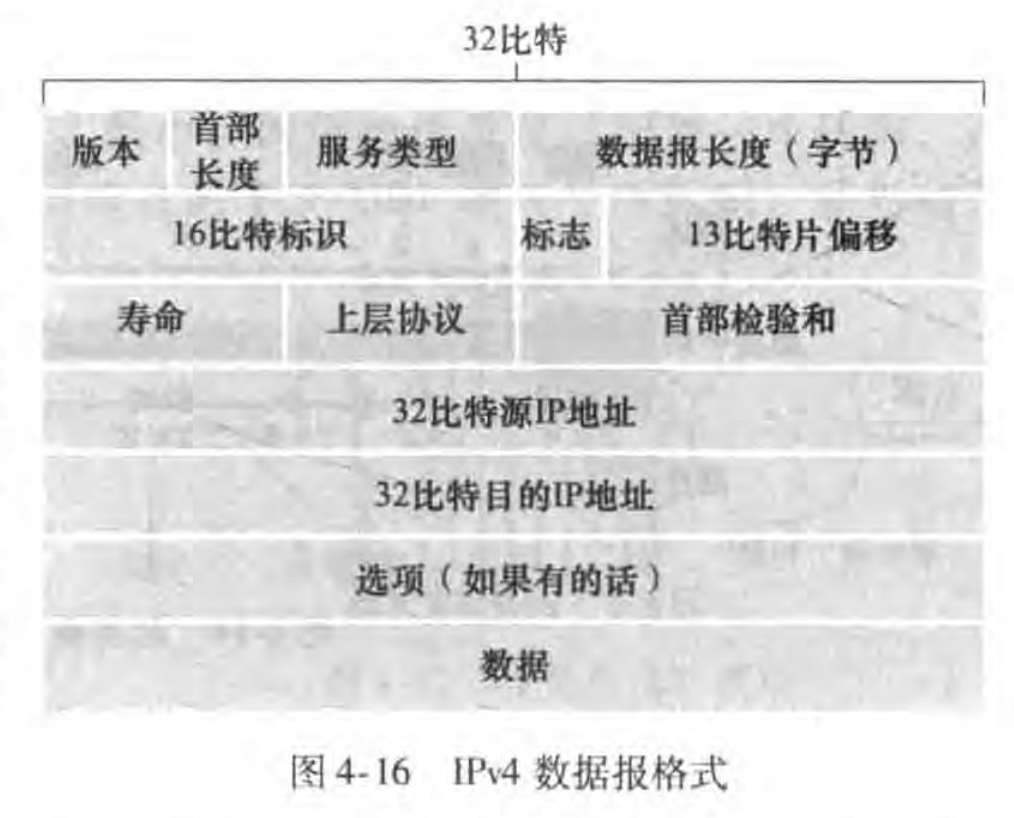 32比特
版本 首部长度 服务类型 数据报长度（字节）
16比特标识 标志 13比特片偏移
寿命 上层协议 首部检验和
32比特源IP地址
32比特目的IP地址
选项（如果有的话）
数据
图 4-16 IPv4 数据报格式